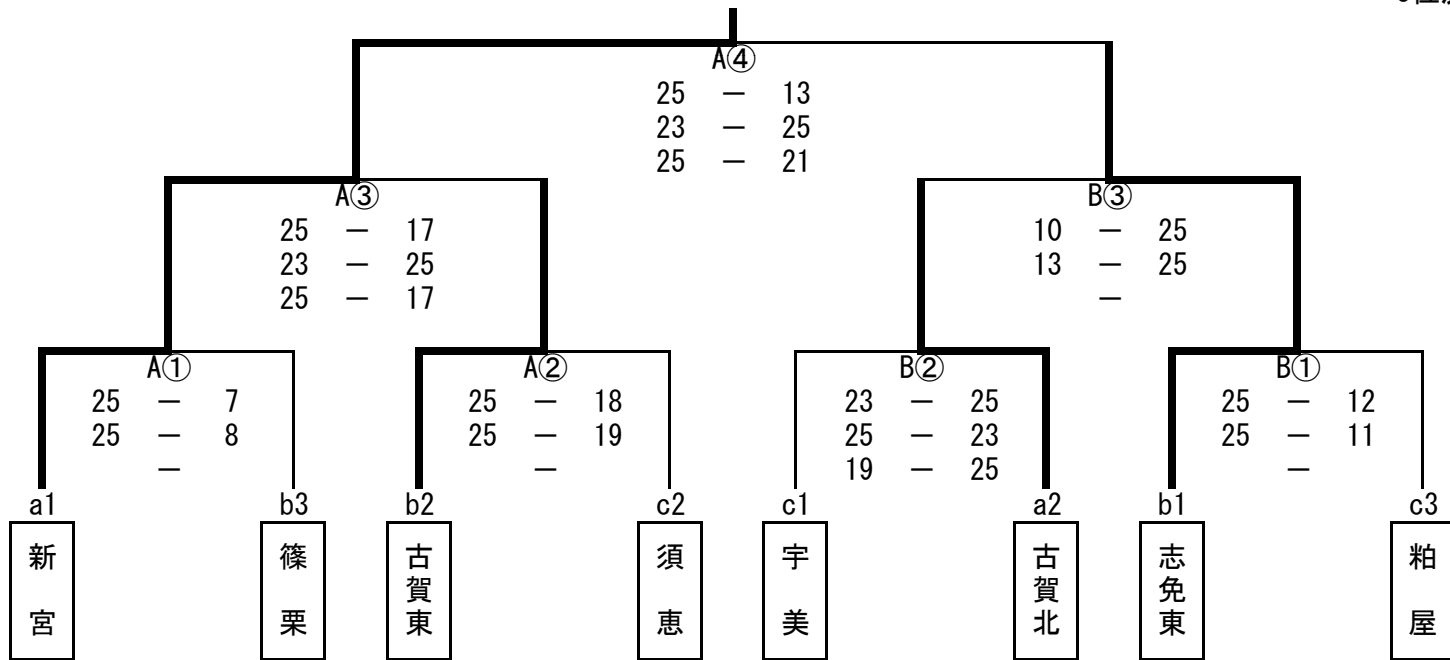 A④
25 － 13
23 － 25
25 － 21
A③
25 － 17
23 － 25
25 － 17
B③
10 － 25
13 － 25
－
A①
25 － 7
25 － 8
－
A②
25 － 18
25 － 19
－
B②
23 － 25
25 － 23
19 － 25
B①
25 － 12
25 － 11
－
a1 b3 b2 c2 c1 a2 b1 c3
新宮
篠栗
古賀東
須恵
宇美
古賀北
志免東
粕屋